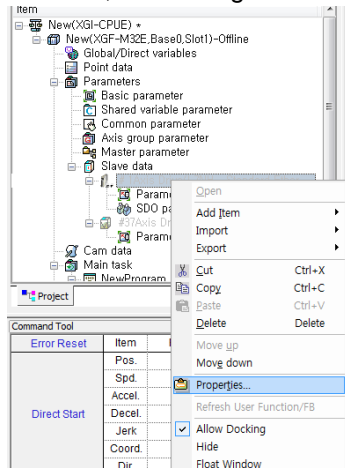 Item
New(XGI-CPUE) *
New(XGF-M32E,Base0,Slot1)-Offline
Global/Direct variables
Point data
Parameters
Basic parameter
Shared variable parameter
Common parameter
Axis group parameter
Master parameter
Slave data
Param
SDO pa
#37Axis Dr
Param
Cam data
Main task
NewProgram
Project
Open
Add Item
Import
Export
Cut Ctrl+X
Copy Ctrl+C
Paste Ctrl+V
Delete Delete
Move up
Move down
Properties...
Refresh User Function/FB
Allow Docking
Hide
Float Window
Command Tool
Error Reset Item
Pos.
Spd.
Accel.
Direct Start Decel.
Jerk
Coord.
Dir.